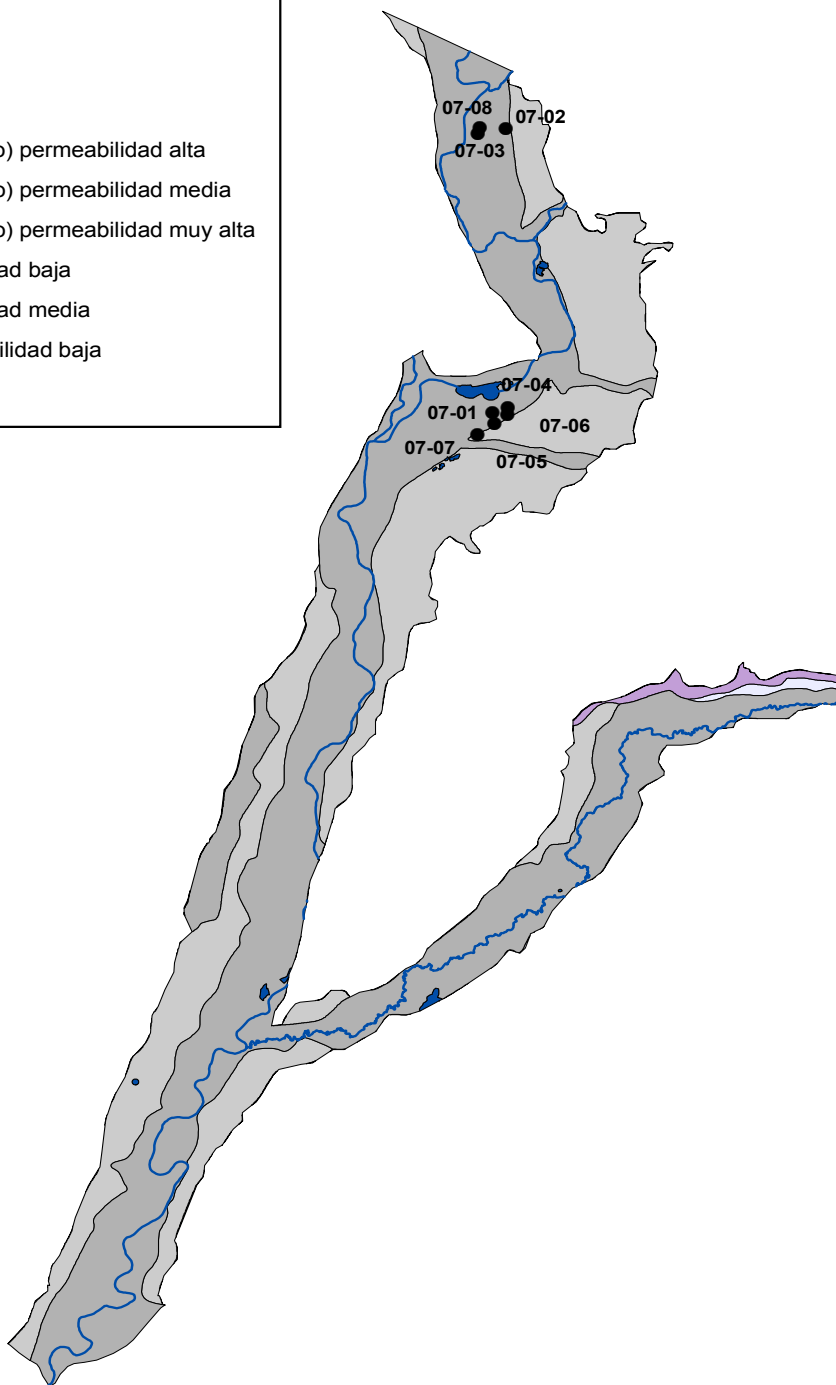 o) permeabilidad alta
o) permeabilidad media
o) permeabilidad muy alta
ad baja
ad media
ilidad baja
07-08
07-02
07-03
07-04
07-01
07-06
07-07
07-05